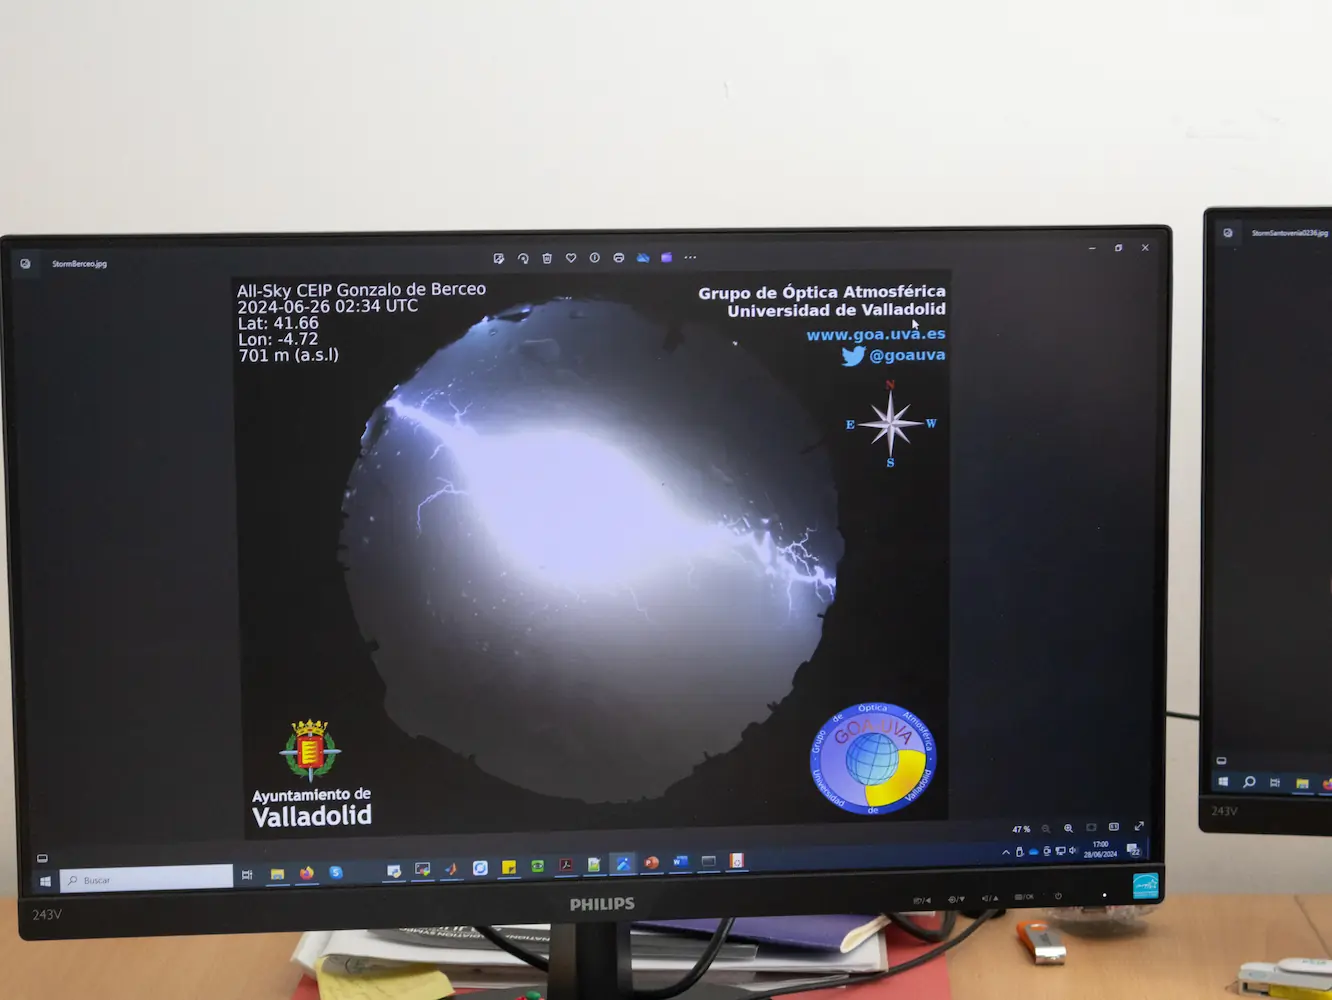 StormBerceo.jpg
All-Sky CEIP Gonzalo de Berceo
2024-06-26 02:34 UTC
Lat: 41.66
Lon: -4.72
701 m (a.s.l)
Grupo de Óptica Atmosférica
Universidad de Valladolid
www.goa.uva.es
@goauva
N
E W
S
Ayuntamiento de
Valladolid
Grupo de Óptica Atmosférica
GOA-UVA
Universidad de Valladolid
47 %
Buscar
17:00
28/06/2024
22
243V
PHILIPS
StormSantovenia0236.jpg
243V